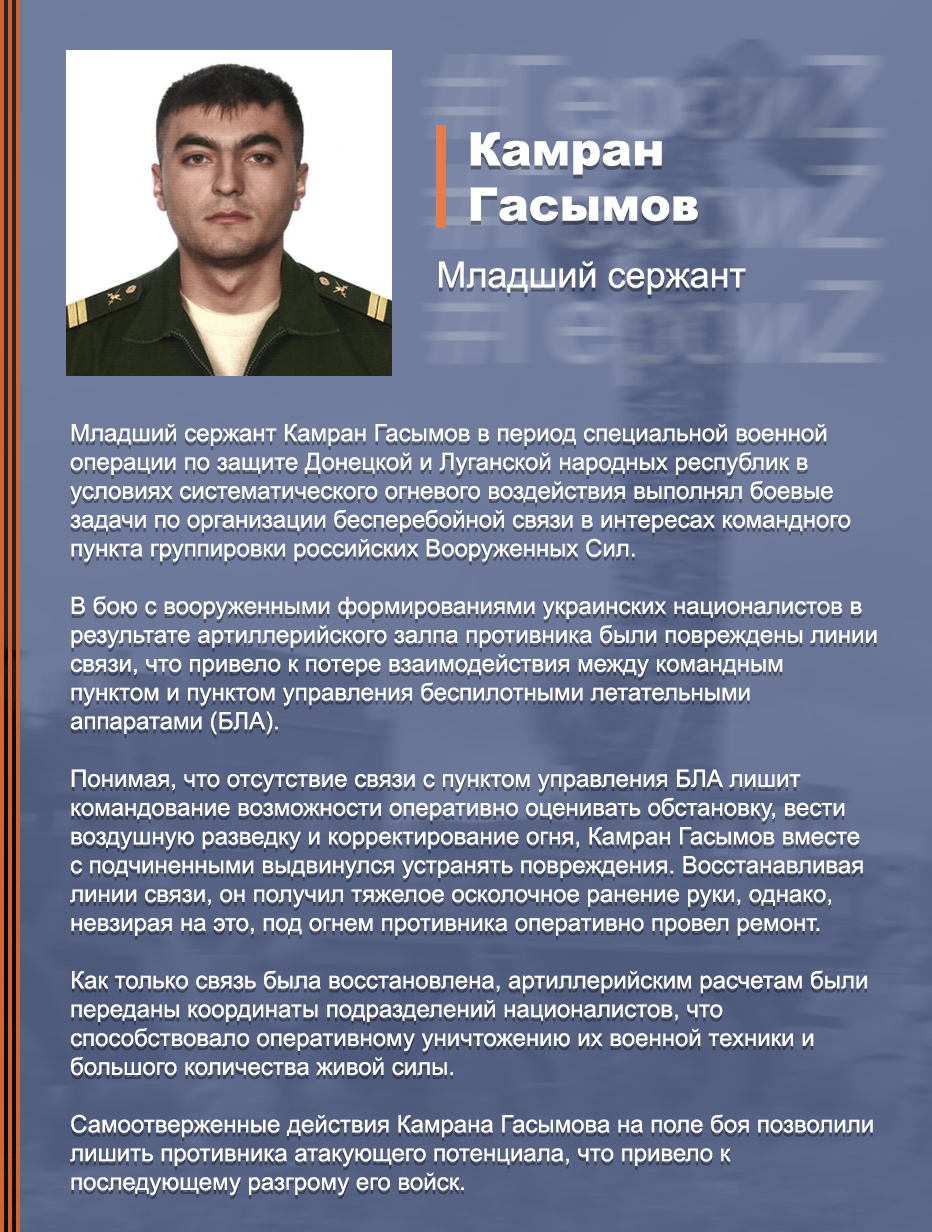 #ГероиZ
Камран
#ГероиZ
Гасымов
Младший сержант
#ГероиZ
Младший сержант Камран Гасымов в период специальной военной
операции по защите Донецкой и Луганской народных республик в
условиях систематического огневого воздействия выполнял боевые
задачи по организации бесперебойной связи в интересах командного
пункта группировки российских Вооруженных Сил.
В бою с вооруженными формированиями украинских националистов в
результате артиллерийского залпа противника были повреждены линии
связи, что привело к потере взаимодействия между командным
пунктом и пунктом управления беспилотными летательными
аппаратами (БЛА).
Понимая, что отсутствие связи с пунктом управления БЛА лишит
командование возможности оперативно оценивать обстановку, вести
воздушную разведку и корректирование огня, Камран Гасымов вместе
с подчиненными выдвинулся устранять повреждения. Восстанавливая
линии связи, он получил тяжелое осколочное ранение руки, однако,
невзирая на это, под огнем противника оперативно провел ремонт.
Как только связь была восстановлена, артиллерийским расчетам были
переданы координаты подразделений националистов, что
способствовало оперативному уничтожению их военной техники и
большого количества живой силы.
Самоотверженные действия Камрана Гасымова на поле боя позволили
лишить противника атакующего потенциала, что привело к
последующему разгрому его войск.